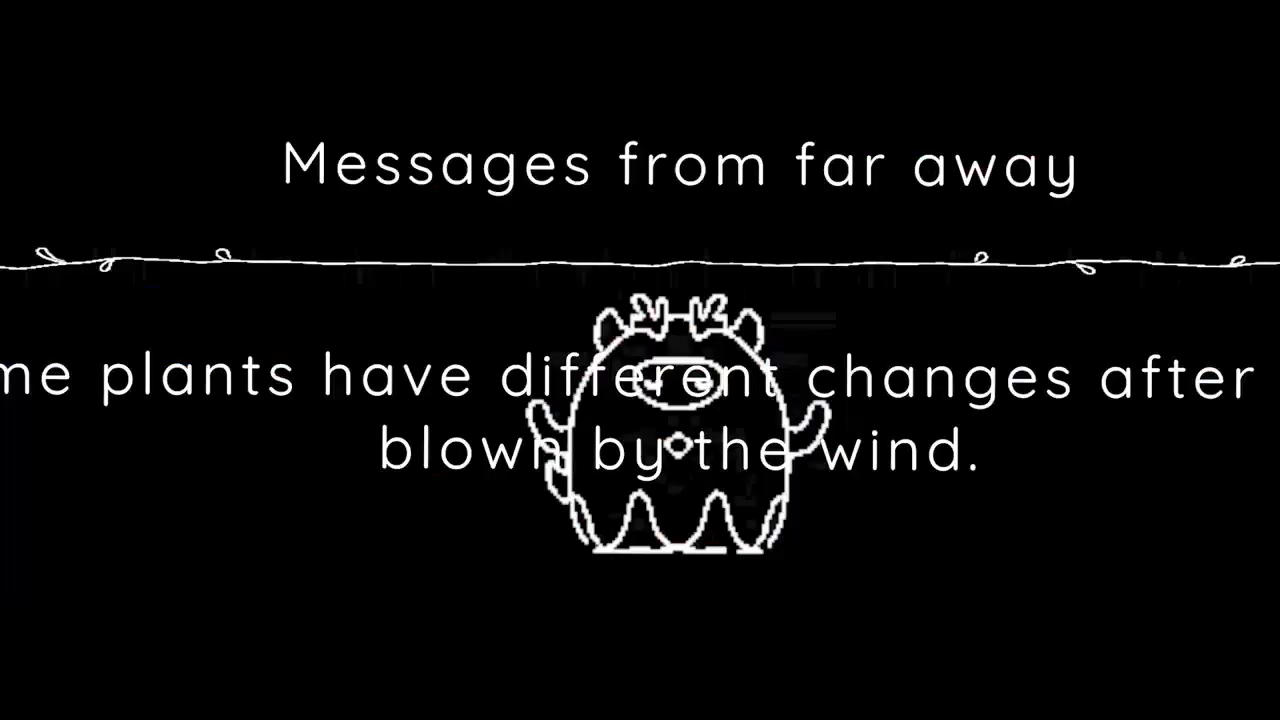 Messages from far away
me plants have different changes after
blown by the wind.